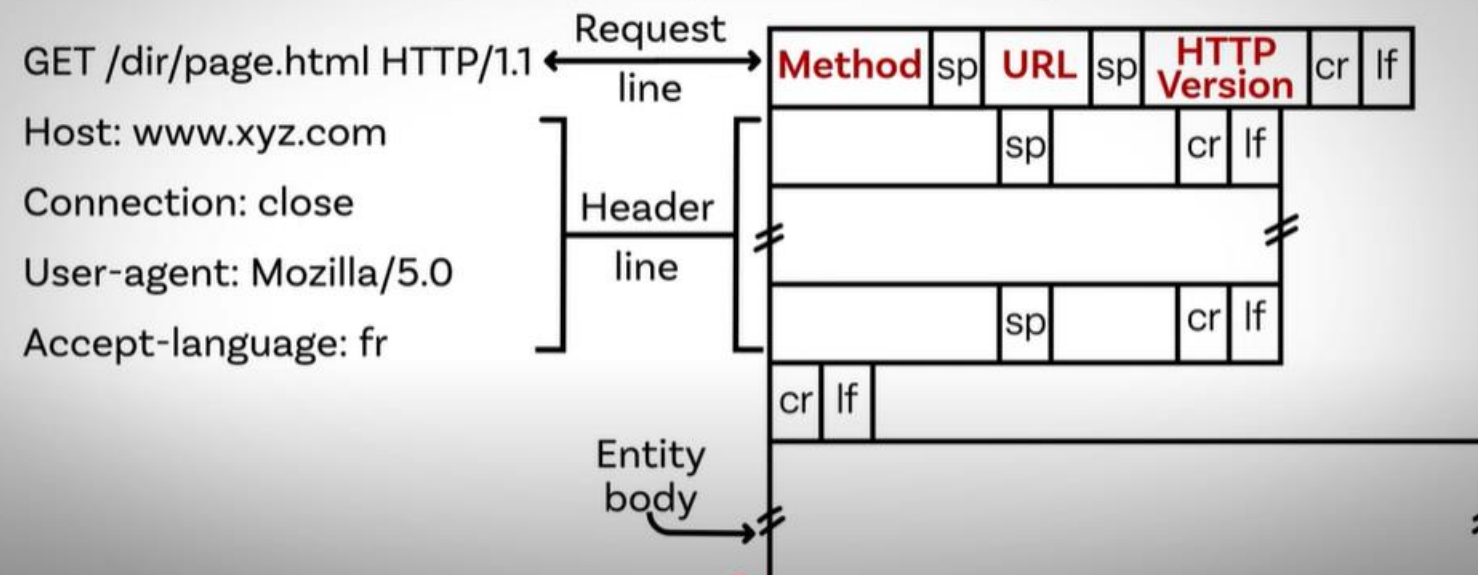 GET /dir/page.html HTTP/1.1
Request
line
Method sp URL sp HTTP Version cr lf
Host: www.xyz.com
sp cr lf
Connection: close
Header
line
User-agent: Mozilla/5.0
Accept-language: fr
sp cr lf
cr lf
Entity
body